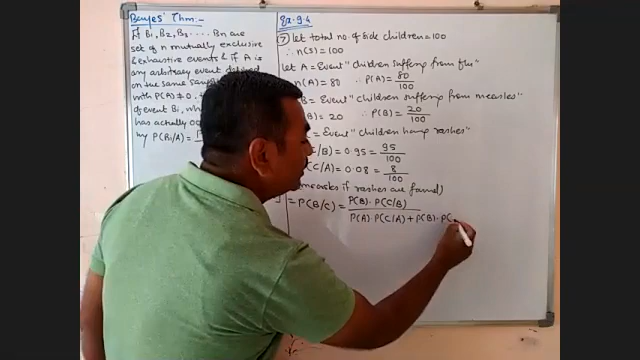 Bayes' Thm:-
If B1, B2, B3 ..... Bn are
set of n mutually exclusive
& exhaustive events & if A is
any arbitrary event defined
on the same
with P(A) ≠ 0,
of event Bi, wh
has actually o
by P(Bi/A) =
Ex. 9.4
7) let total no. of sick children = 100
∴ n(S) = 100
let A = Event "children suffering from flu"
n(A) = 80 ∴ P(A) = 80/100
B = Event "children suffering from measles"
B) = 20 ∴ P(B) = 20/100
= Event "children having rashes"
C/B) = 0.95 = 95/100
(C/A) = 0.08 = 8/100
measles if rashes are found)
= P(B/C) = P(B) · P(C/B)
P(A) · P(C/A) + P(B) · P(C